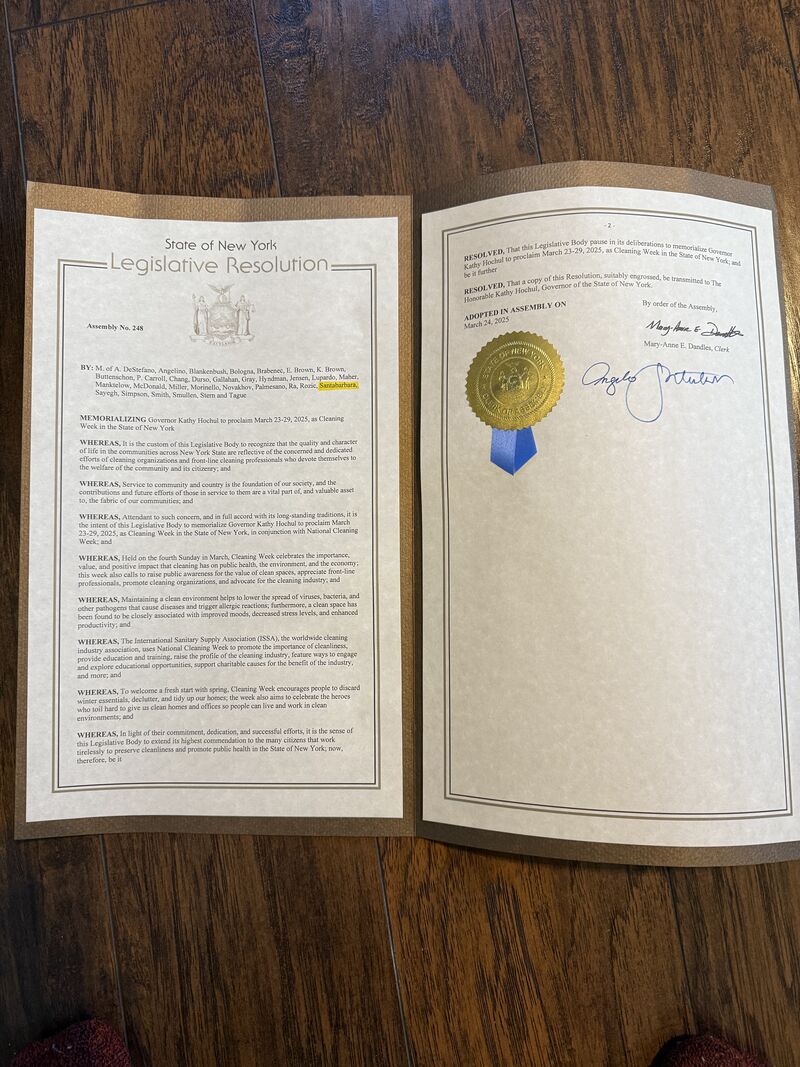 State of New York
Legislative Resolution
Assembly No. 248
BY: M. of A. DeStefano, Angelino, Blankenbush, Bologna, Brabenec, E. Brown, K. Brown,
Buttenschon, P. Carroll, Chang, Durso, Gallahan, Gray, Hyndman, Jensen, Lupardo, Maher,
Manktelow, McDonald, Miller, Morinello, Novakhov, Palmesano, Ra, Rozic, Santabarbara,
Sayegh, Simpson, Smith, Smullen, Stern and Tague
MEMORIALIZING Governor Kathy Hochul to proclaim March 23-29, 2025, as Cleaning
Week in the State of New York
WHEREAS, It is the custom of this Legislative Body to recognize that the quality and character
of life in the communities across New York State are reflective of the concerned and dedicated
efforts of cleaning organizations and front-line cleaning professionals who devote themselves to
the welfare of the community and its citizenry; and
WHEREAS, Service to community and country is the foundation of our society, and the
contributions and future efforts of those in service to them are a vital part of, and valuable asset
to, the fabric of our communities; and
WHEREAS, Attendant to such concern, and in full accord with its long-standing traditions, it is
the intent of this Legislative Body to memorialize Governor Kathy Hochul to proclaim March
23-29, 2025, as Cleaning Week in the State of New York, in conjunction with National Cleaning
Week; and
WHEREAS, Held on the fourth Sunday in March, Cleaning Week celebrates the importance,
value, and positive impact that cleaning has on public health, the environment, and the economy;
this week also calls to raise public awareness for the value of clean spaces, appreciate front-line
professionals, promote cleaning organizations, and advocate for the cleaning industry; and
WHEREAS, Maintaining a clean environment helps to lower the spread of viruses, bacteria, and
other pathogens that cause diseases and trigger allergic reactions; furthermore, a clean space has
been found to be closely associated with improved moods, decreased stress levels, and enhanced
productivity; and
WHEREAS, The International Sanitary Supply Association (ISSA), the worldwide cleaning
industry association, uses National Cleaning Week to promote the importance of cleanliness,
provide education and training, raise the profile of the cleaning industry, feature ways to engage
and explore educational opportunities, support charitable causes for the benefit of the industry,
and more; and
WHEREAS, To welcome a fresh start with spring, Cleaning Week encourages people to discard
winter essentials, declutter, and tidy up our homes; the week also aims to celebrate the heroes
who toil hard to give us clean homes and offices so people can live and work in clean
environments; and
WHEREAS, In light of their commitment, dedication, and successful efforts, it is the sense of
this Legislative Body to extend its highest commendation to the many citizens that work
tirelessly to preserve cleanliness and promote public health in the State of New York; now,
therefore, be it
- 2 -
RESOLVED, That this Legislative Body pause in its deliberations to memorialize Governor
Kathy Hochul to proclaim March 23-29, 2025, as Cleaning Week in the State of New York; and
be it further
RESOLVED, That a copy of this Resolution, suitably engrossed, be transmitted to The
Honorable Kathy Hochul, Governor of the State of New York.
ADOPTED IN ASSEMBLY ON
March 24, 2025
By order of the Assembly,
Mary-Anne E. Dandles
Mary-Anne E. Dandles, Clerk
STATE OF NEW YORK
Angelo